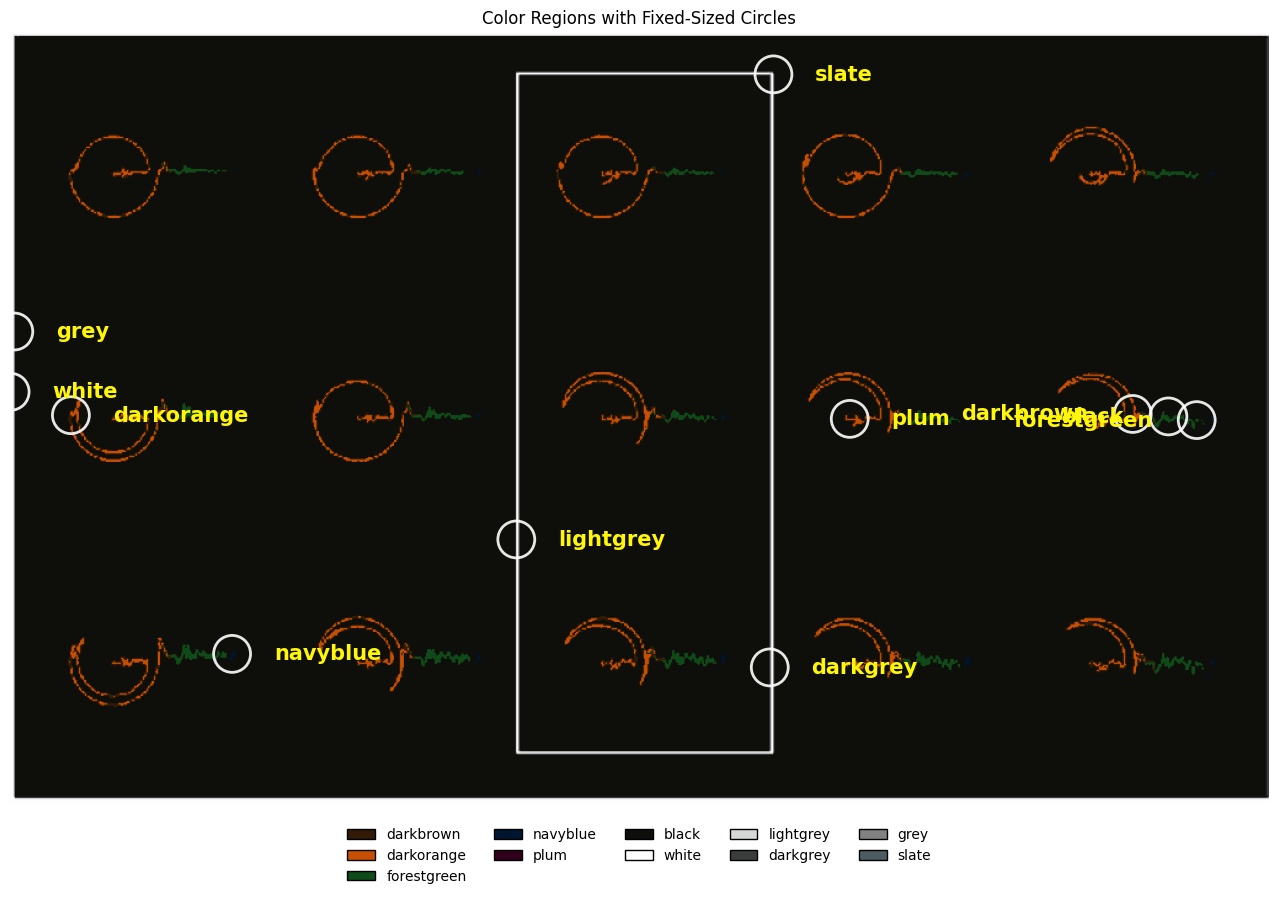 Color Regions with Fixed-Sized Circles
slate
grey
white
darkorange
plum
darkbrown
black
forestgreen
lightgrey
navyblue
darkgrey
darkbrown navyblue black lightgrey grey
darkorange plum white darkgrey slate
forestgreen